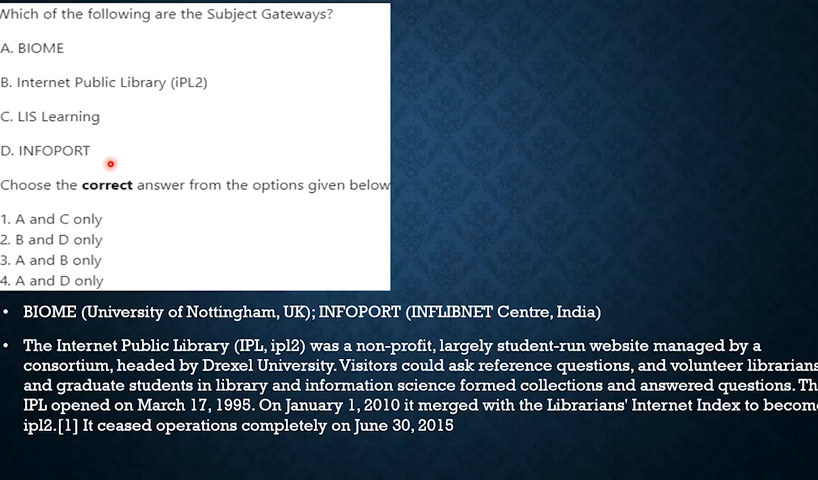 Which of the following are the Subject Gateways?
A. BIOME
B. Internet Public Library (iPL2)
C. LIS Learning
D. INFOPORT
Choose the correct answer from the options given below
1. A and C only
2. B and D only
3. A and B only
4. A and D only
• BIOME (University of Nottingham, UK); INFOPORT (INFLIBNET Centre, India)
• The Internet Public Library (IPL, ipl2) was a non-profit, largely student-run website managed by a
consortium, headed by Drexel University. Visitors could ask reference questions, and volunteer librarians
and graduate students in library and information science formed collections and answered questions. Th
IPL opened on March 17, 1995. On January 1, 2010 it merged with the Librarians' Internet Index to becom
ipl2.[1] It ceased operations completely on June 30, 2015